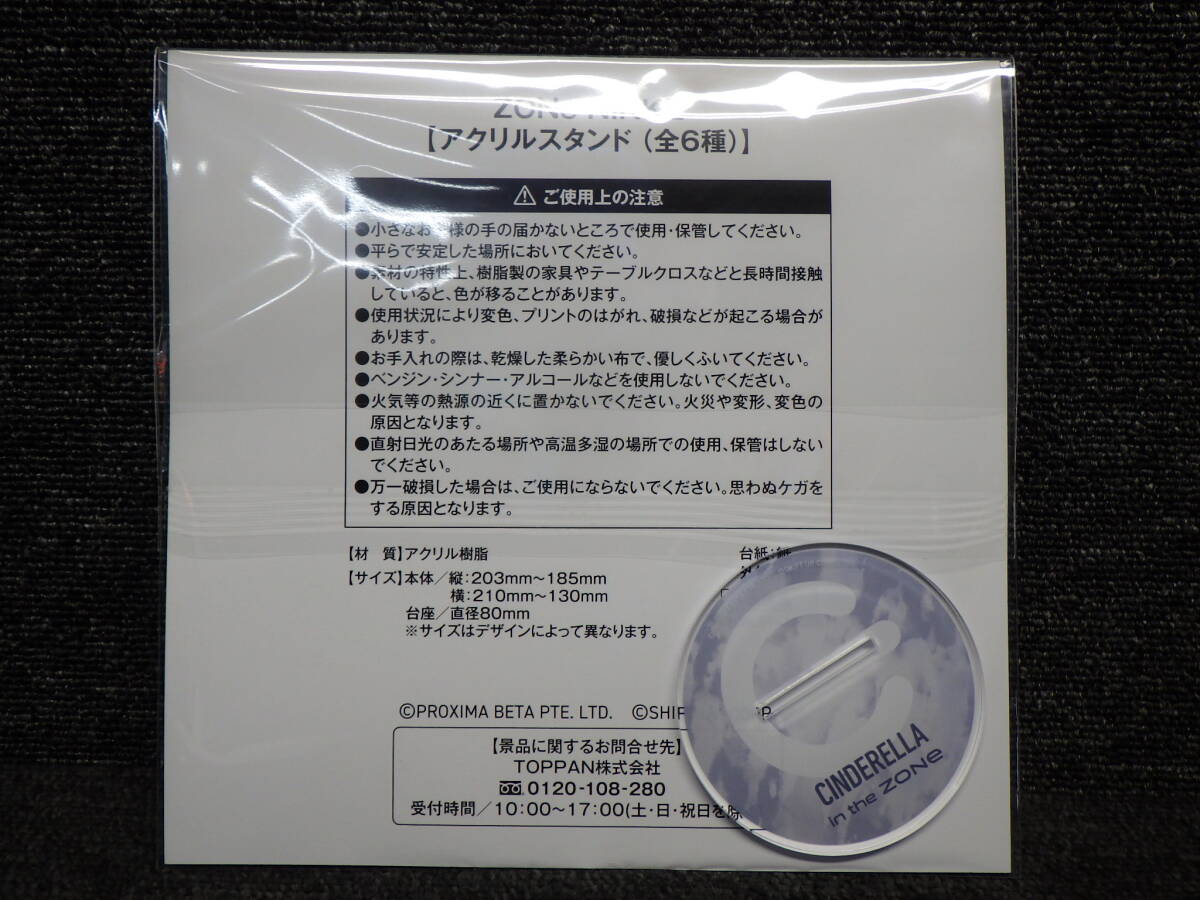 ZONe
【アクリルスタンド(全6種)】
⚠ ご使用上の注意
●小さなお 様の手の届かないところで使用・保管してください。
●平らで安定した場所においてください。
●素材の特性上、樹脂製の家具やテーブルクロスなどと長時間接触
していると、色が移ることがあります。
●使用状況により変色、プリントのはがれ、破損などが起こる場合が
あります。
●お手入れの際は、乾燥した柔らかい布で、優しくふいてください。
●ベンジン・シンナー・アルコールなどを使用しないでください。
●火気等の熱源の近くに置かないでください。火災や変形、変色の
原因となります。
●直射日光のあたる場所や高温多湿の場所での使用、保管はしない
でください。
●万一破損した場合は、ご使用にならないでください。思わぬケガを
する原因となります。
【材 質】アクリル樹脂
台紙:紙
【サイズ】本体/縦:203mm~185mm
横:210mm~130mm
台座/直径80mm
※サイズはデザインによって異なります。
©PROXIMA BETA PTE. LTD. ©SHIF
【景品に関するお問合せ先】
TOPPAN株式会社
0120-108-280
受付時間/10:00~17:00(土・日・祝日を除
CINDERELLA
In the ZONe